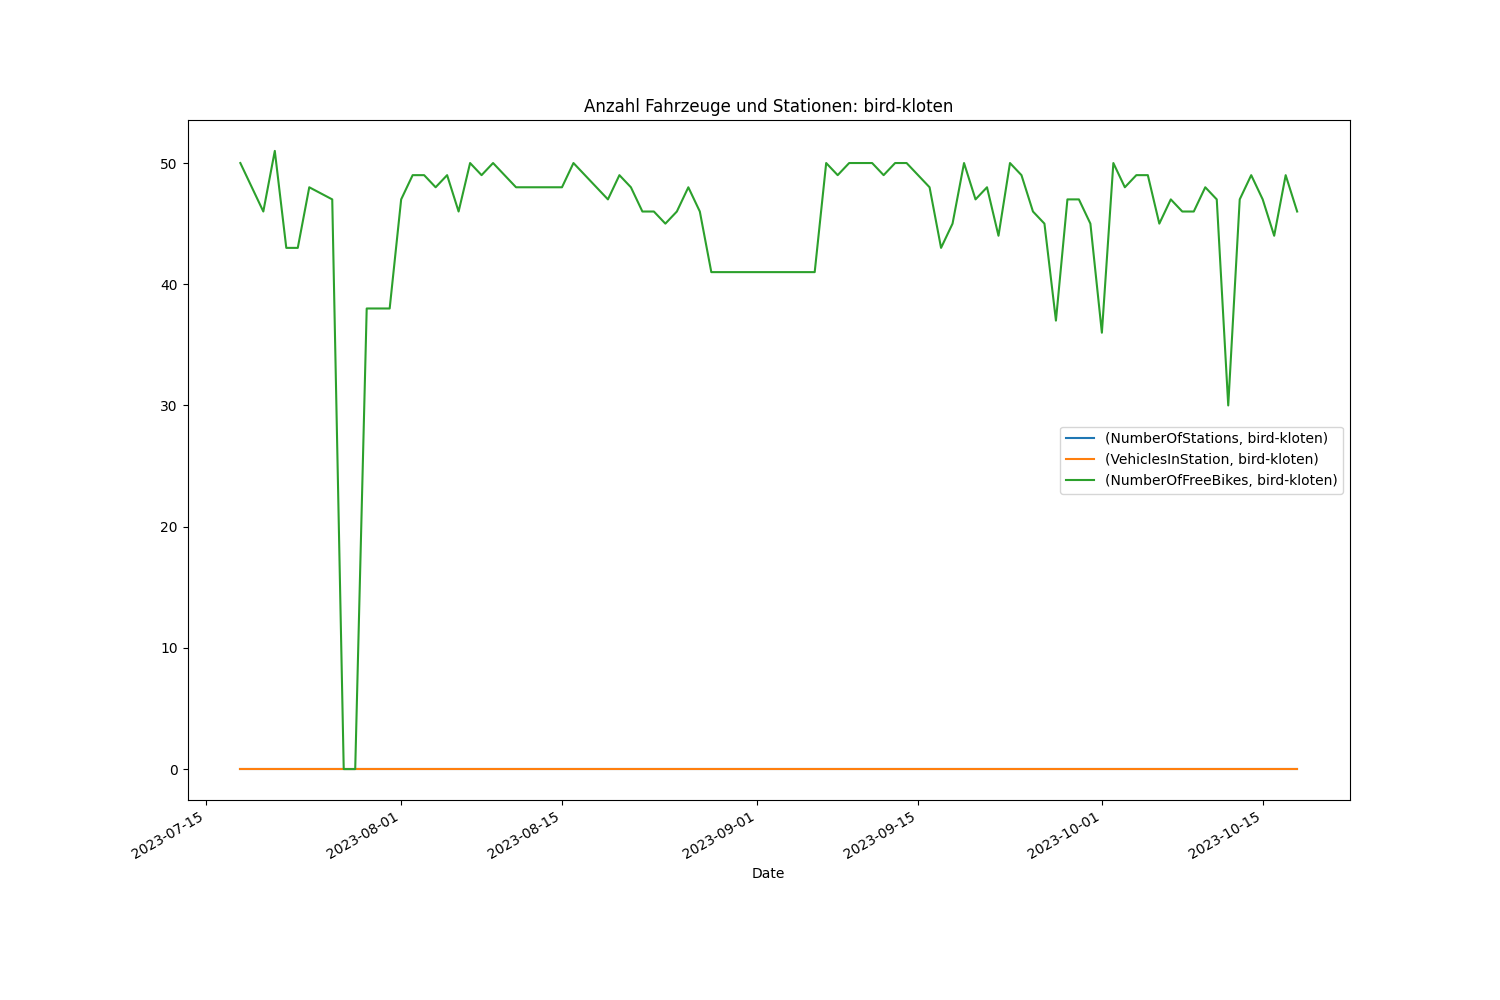 Anzahl Fahrzeuge und Stationen: bird-kloten
50
40
30
20
10
0
(NumberOfStations, bird-kloten)
(VehiclesInStation, bird-kloten)
(NumberOfFreeBikes, bird-kloten)
2023-07-15
2023-08-01
2023-08-15
2023-09-01
2023-09-15
2023-10-01
2023-10-15
Date